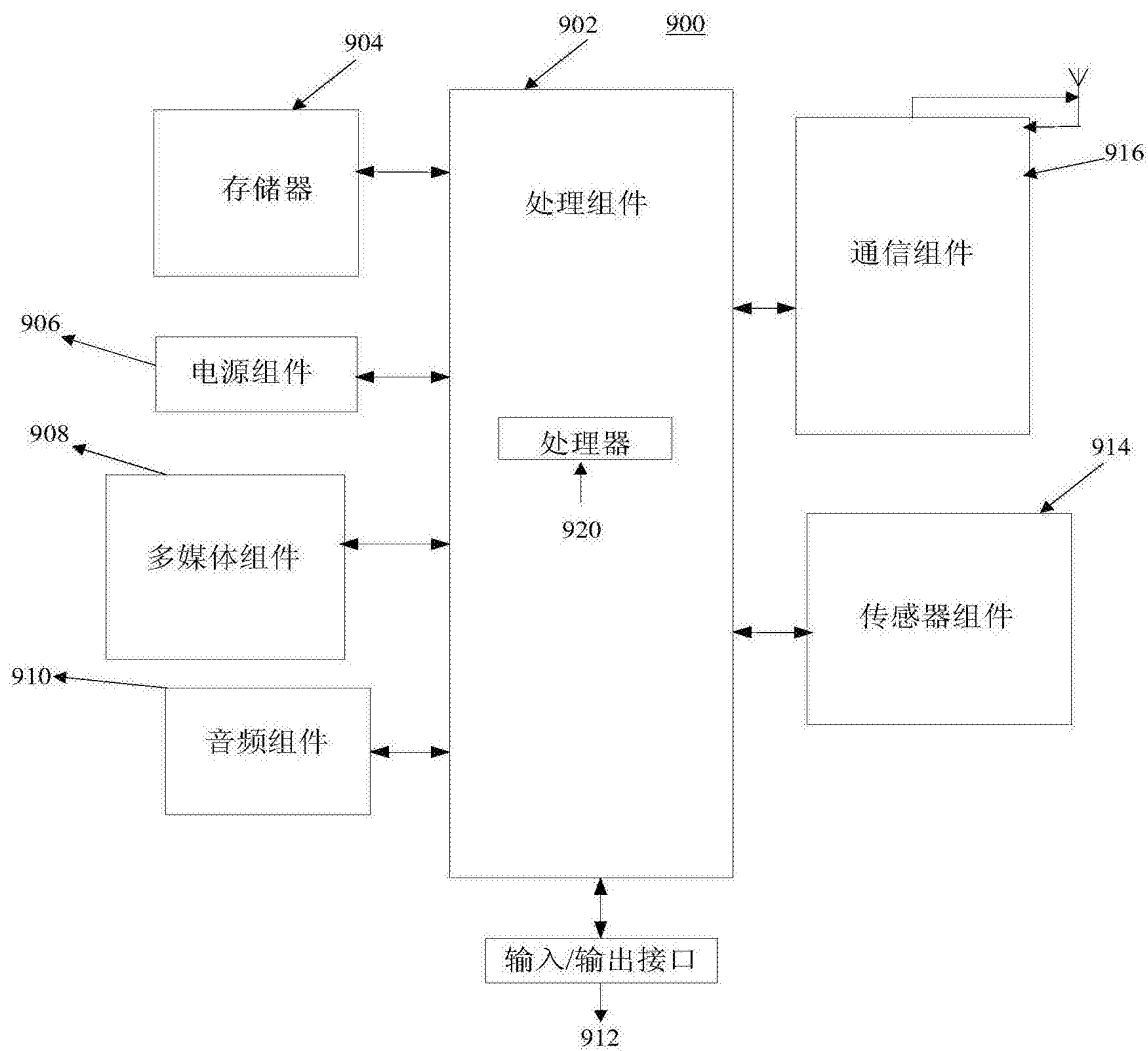 900
902
904
存储器
处理组件
916
通信组件
906
电源组件
908
处理器
920
914
多媒体组件
传感器组件
910
音频组件
输入/输出接口
912